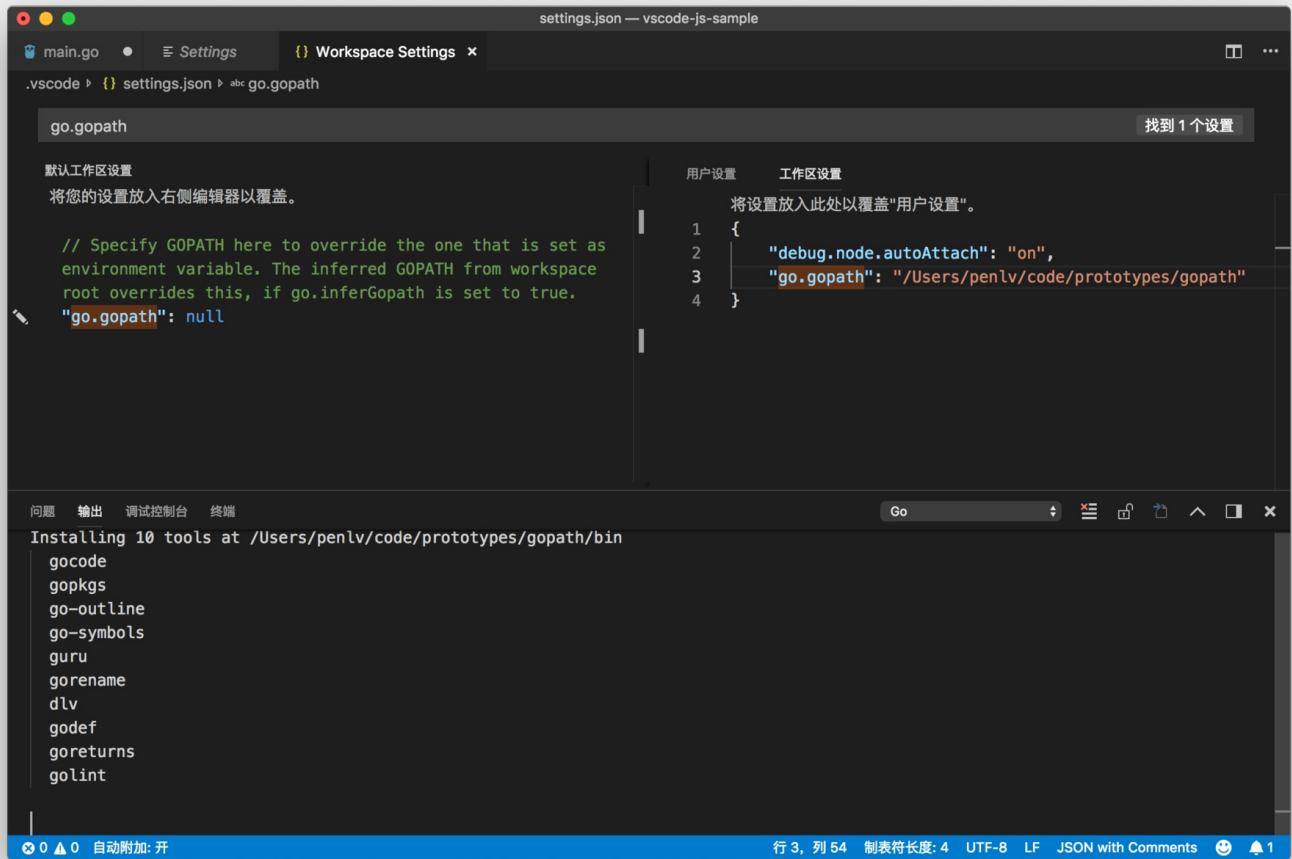 settings.json — vscode-js-sample
main.go
Settings
{} Workspace Settings
.vscode {} settings.json abc go.gopath
go.gopath
找到 1 个设置
默认工作区设置
将您的设置放入右侧编辑器以覆盖。
// Specify GOPATH here to override the one that is set as
environment variable. The inferred GOPATH from workspace
root overrides this, if go.inferGopath is set to true.
"go.gopath": null
用户设置 工作区设置
将设置放入此处以覆盖"用户设置"。
1 {
2 "debug.node.autoAttach": "on",
3 "go.gopath": "/Users/penlv/code/prototypes/gopath"
4 }
问题 输出 调试控制台 终端
Go
Installing 10 tools at /Users/penlv/code/prototypes/gopath/bin
gocode
gopkgs
go-outline
go-symbols
guru
gorename
dlv
godef
goreturns
golint
0 0 自动附加: 开
行 3，列 54 制表符长度: 4 UTF-8 LF JSON with Comments 1